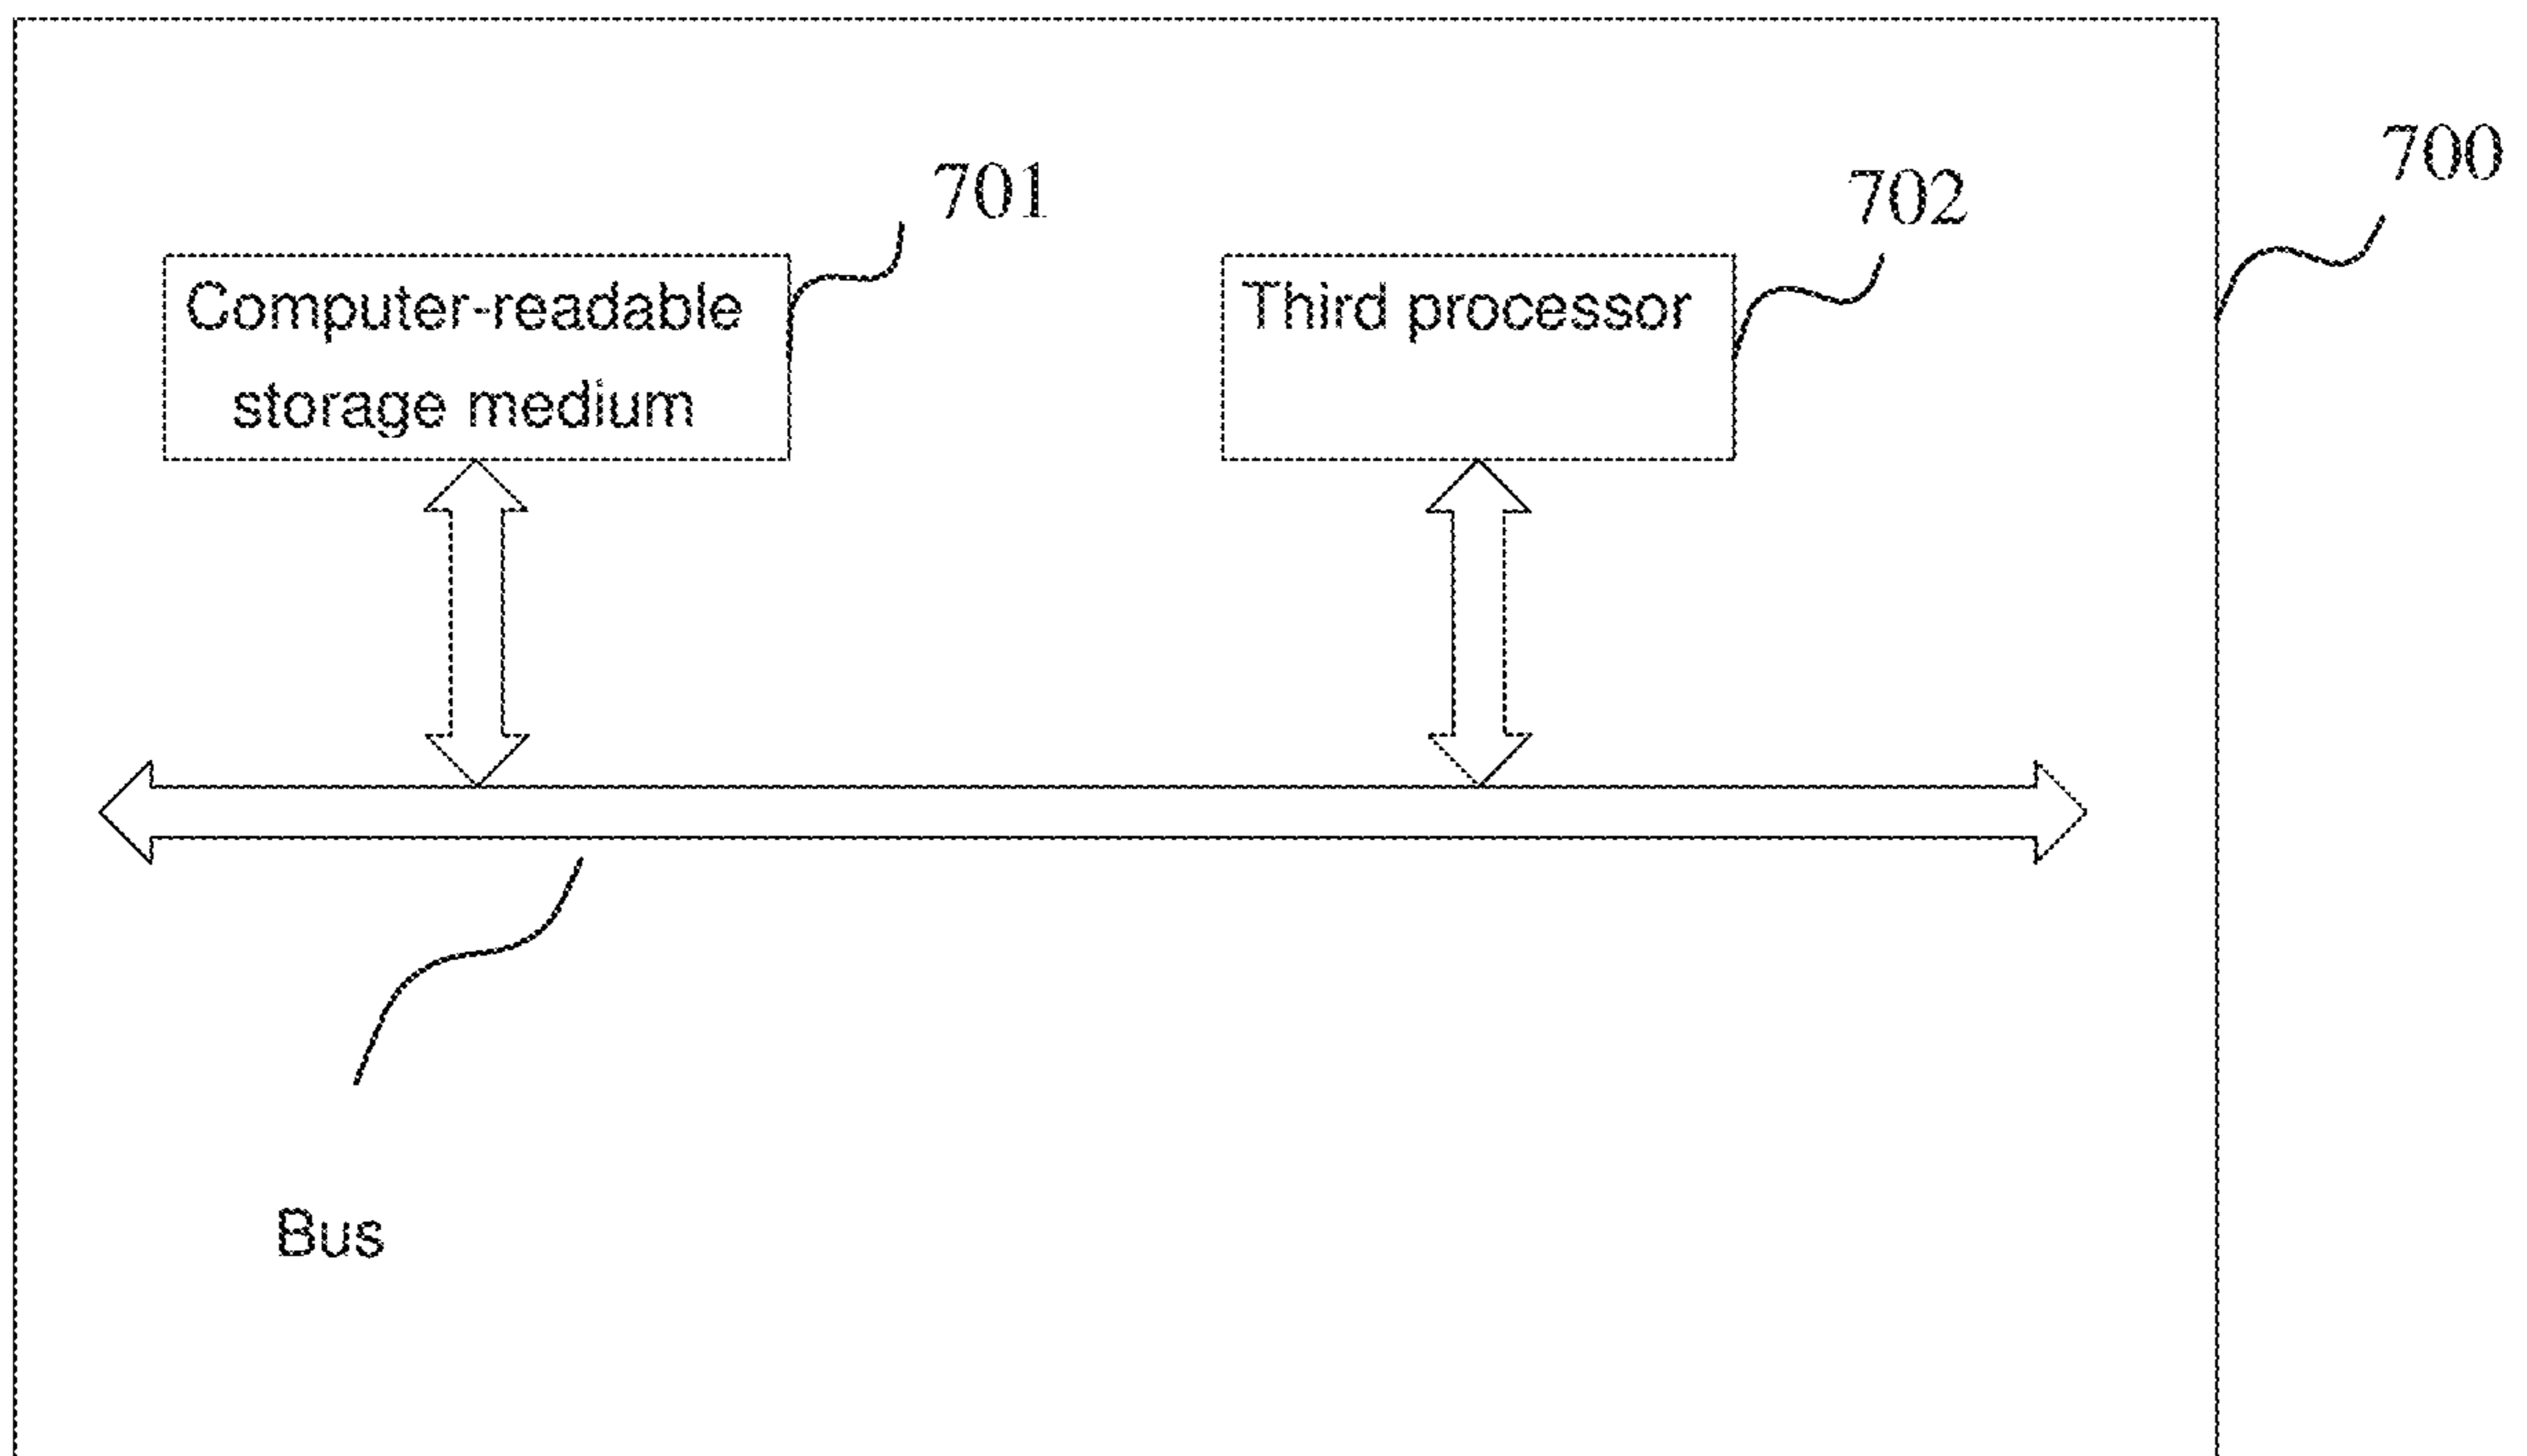 700
701
702
Computer-readable
storage medium
Third processor
Bus